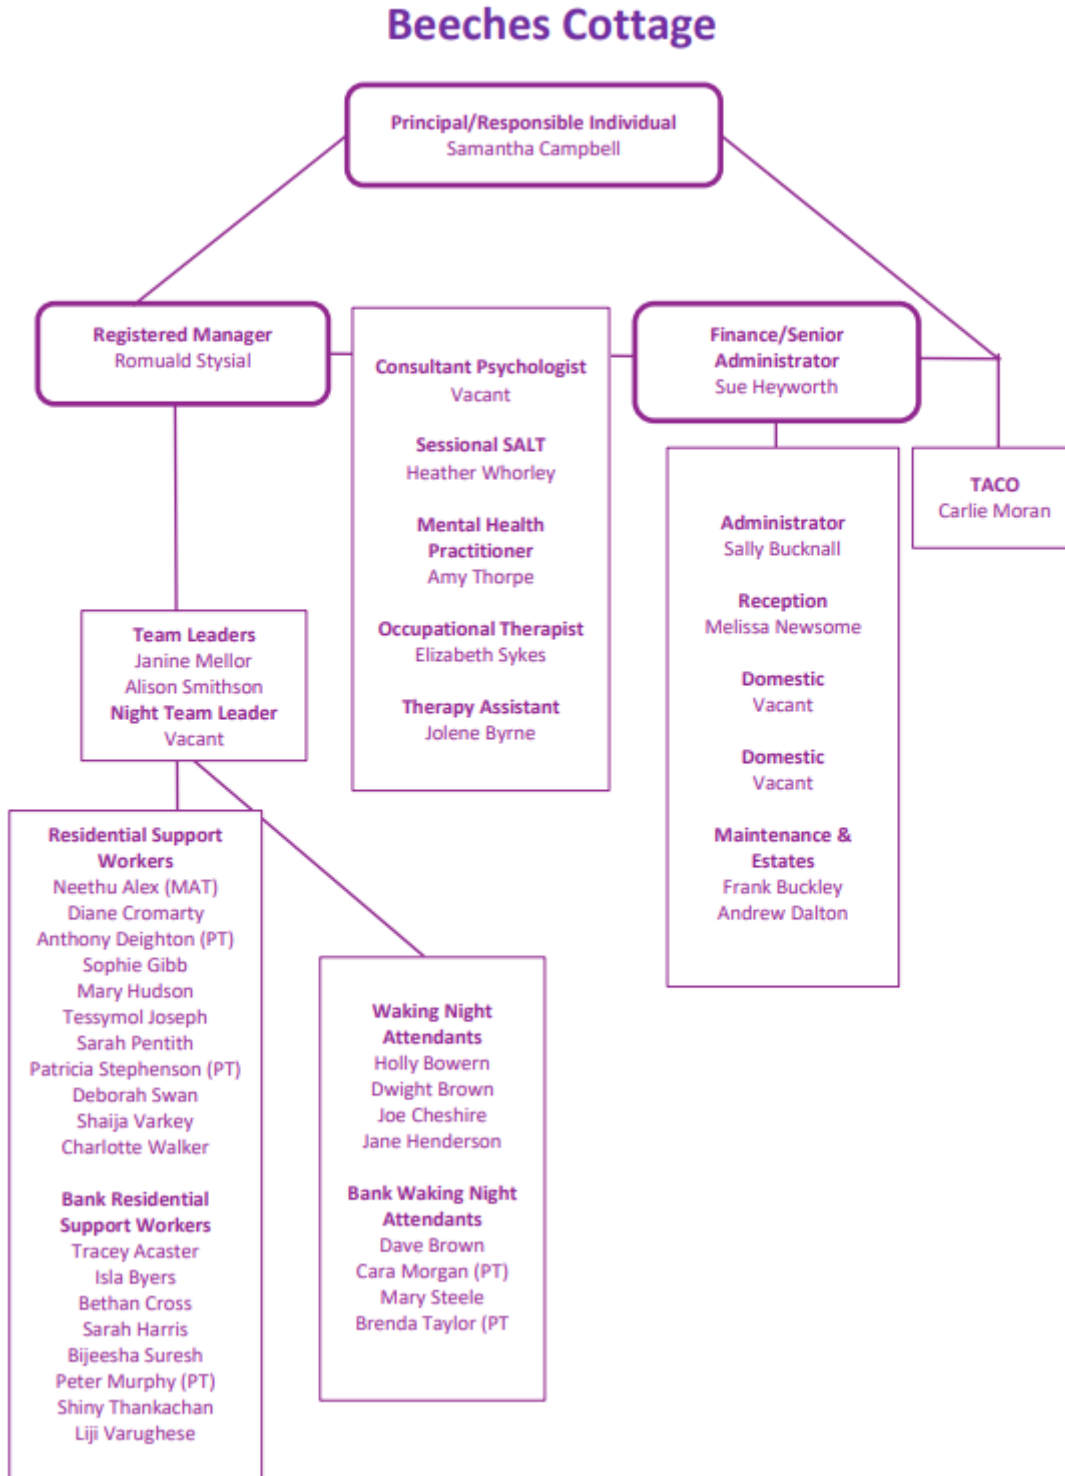 Beeches Cottage
Principal/Responsible Individual
Samantha Campbell
Registered Manager
Romuald Stysial
Consultant Psychologist
Vacant
Sessional SALT
Heather Whorley
Mental Health
Practitioner
Amy Thorpe
Occupational Therapist
Elizabeth Sykes
Therapy Assistant
Jolene Byrne
Finance/Senior
Administrator
Sue Heyworth
TACO
Carlie Moran
Administrator
Sally Bucknall
Reception
Melissa Newsome
Domestic
Vacant
Domestic
Vacant
Maintenance &
Estates
Frank Buckley
Andrew Dalton
Team Leaders
Janine Mellor
Alison Smithson
Night Team Leader
Vacant
Residential Support
Workers
Neethu Alex (MAT)
Diane Cromarty
Anthony Deighton (PT)
Sophie Gibb
Mary Hudson
Tessymol Joseph
Sarah Pentith
Patricia Stephenson (PT)
Deborah Swan
Shaija Varkey
Charlotte Walker
Bank Residential
Support Workers
Tracey Acaster
Isla Byers
Bethan Cross
Sarah Harris
Bijeesha Suresh
Peter Murphy (PT)
Shiny Thankachan
Liji Varughese
Waking Night
Attendants
Holly Bowern
Dwight Brown
Joe Cheshire
Jane Henderson
Bank Waking Night
Attendants
Dave Brown
Cara Morgan (PT)
Mary Steele
Brenda Taylor (PT